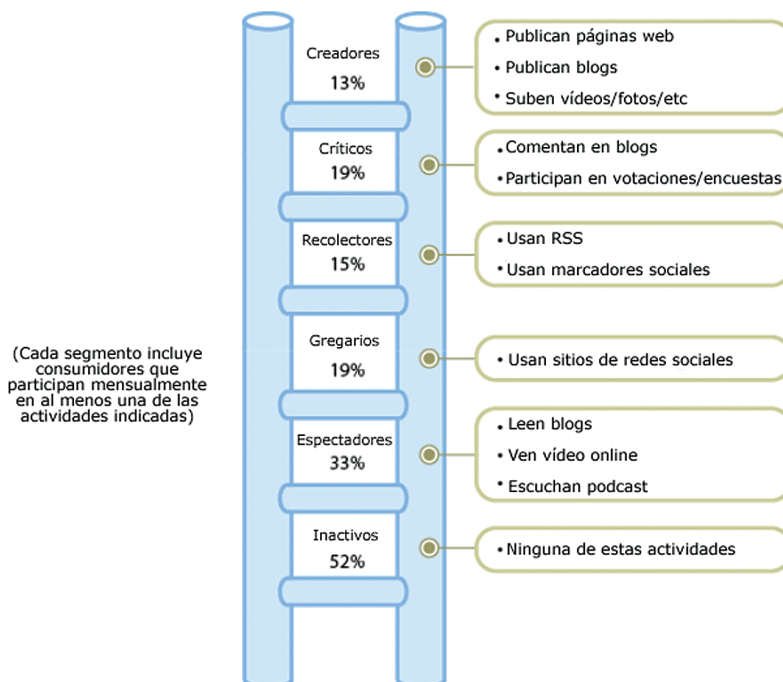 Creadores
13%
• Publican páginas web
• Publican blogs
• Suben vídeos/fotos/etc
Críticos
19%
• Comentan en blogs
• Participan en votaciones/encuestas
Recolectores
15%
• Usan RSS
• Usan marcadores sociales
(Cada segmento incluye
consumidores que
participan mensualmente
en al menos una de las
actividades indicadas)
Gregarios
19%
• Usan sitios de redes sociales
Espectadores
33%
• Leen blogs
• Ven vídeo online
• Escuchan podcast
Inactivos
52%
• Ninguna de estas actividades